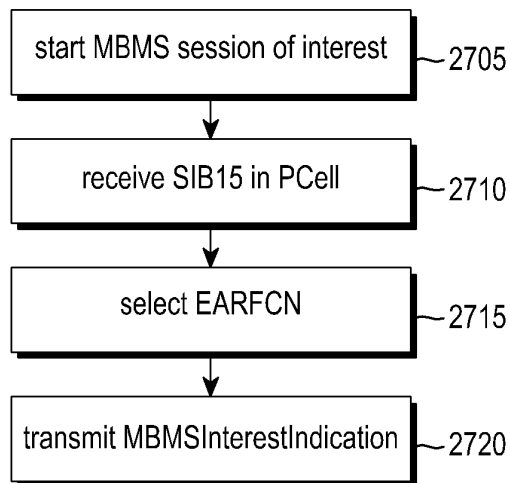 start MBMS session of interest
2705
receive SIB15 in PCell
2710
select EARFCN
2715
transmit MBMSInterestIndication
2720